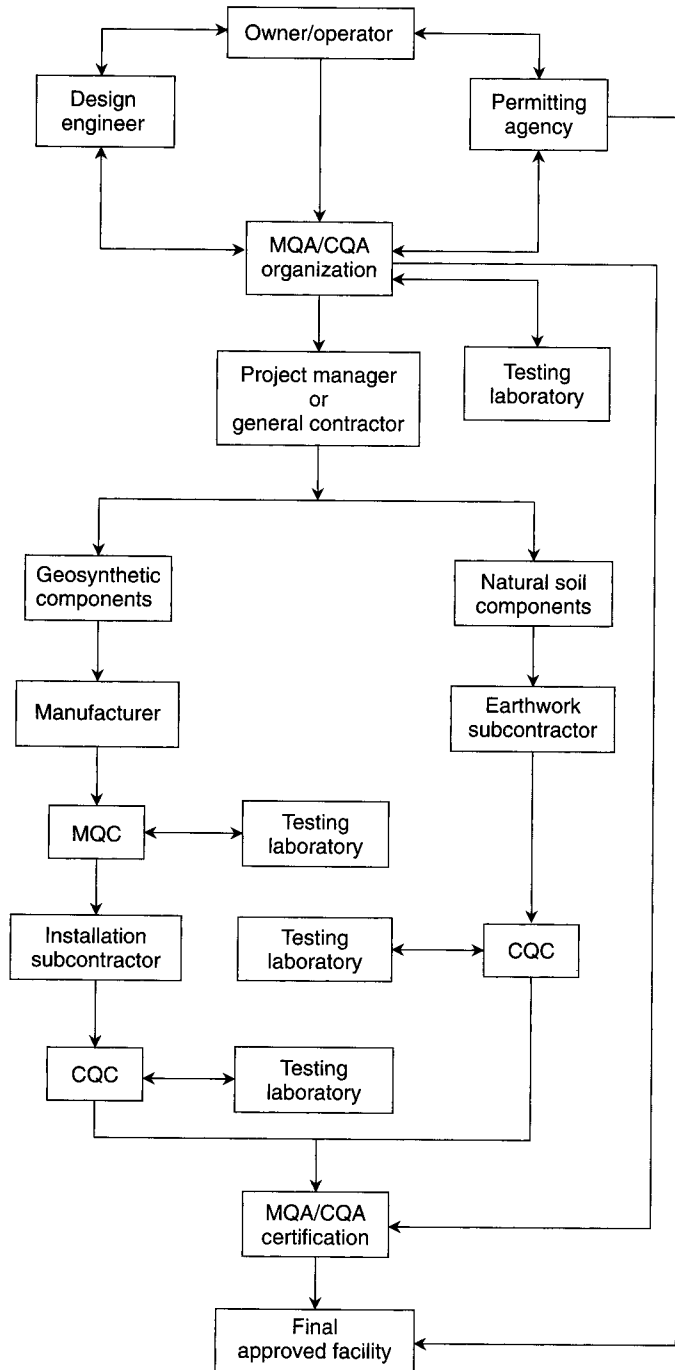 Owner/operator
Design
engineer
Permitting
agency
MQA/CQA
organization
Project manager
or
general contractor
Testing
laboratory
Geosynthetic
components
Natural soil
components
Manufacturer
Earthwork
subcontractor
MQC
Testing
laboratory
Installation
subcontractor
Testing
laboratory
CQC
CQC
Testing
laboratory
MQA/CQA
certification
Final
approved facility